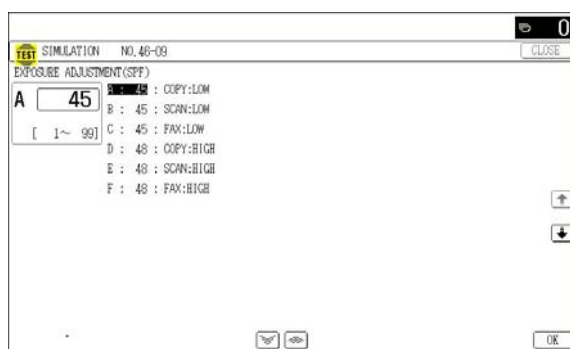 0
TEST SIMULATION NO.46-09 CLOSE
EXPOSURE ADJUSTMENT(SPF)
A 45
[ 1~ 99]
A : 45 : COPY:LOW
B : 45 : SCAN:LOW
C : 45 : FAX:LOW
D : 48 : COPY:HIGH
E : 48 : SCAN:HIGH
F : 48 : FAX:HIGH
OK